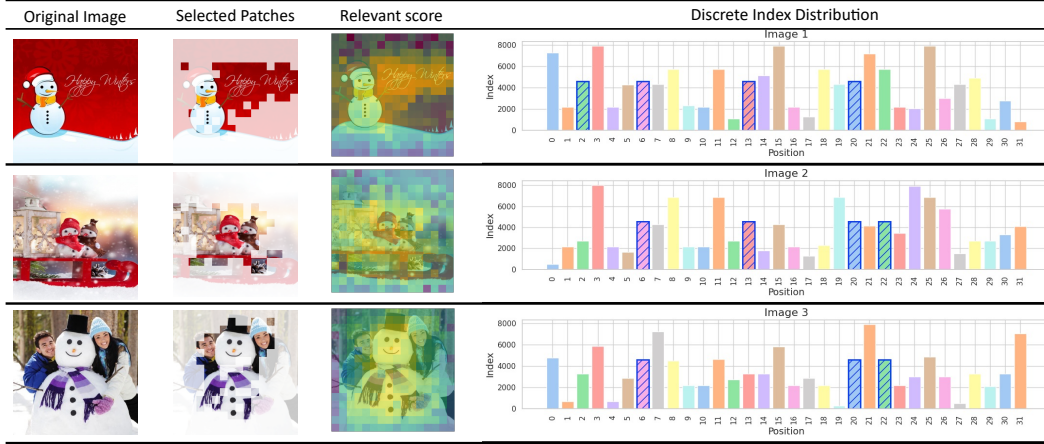 Original Image Selected Patches Relevant score Discrete Index Distribution
Happy Winters
Happy Winters
Happy Winters
Image 1
Index
8000
6000
4000
2000
0
0 1 2 3 4 5 6 7 8 9 10 11 12 13 14 15 16 17 18 19 20 21 22 23 24 25 26 27 28 29 30 31
Position
Image 2
Index
8000
6000
4000
2000
0
0 1 2 3 4 5 6 7 8 9 10 11 12 13 14 15 16 17 18 19 20 21 22 23 24 25 26 27 28 29 30 31
Position
Image 3
Index
8000
6000
4000
2000
0
0 1 2 3 4 5 6 7 8 9 10 11 12 13 14 15 16 17 18 19 20 21 22 23 24 25 26 27 28 29 30 31
Position